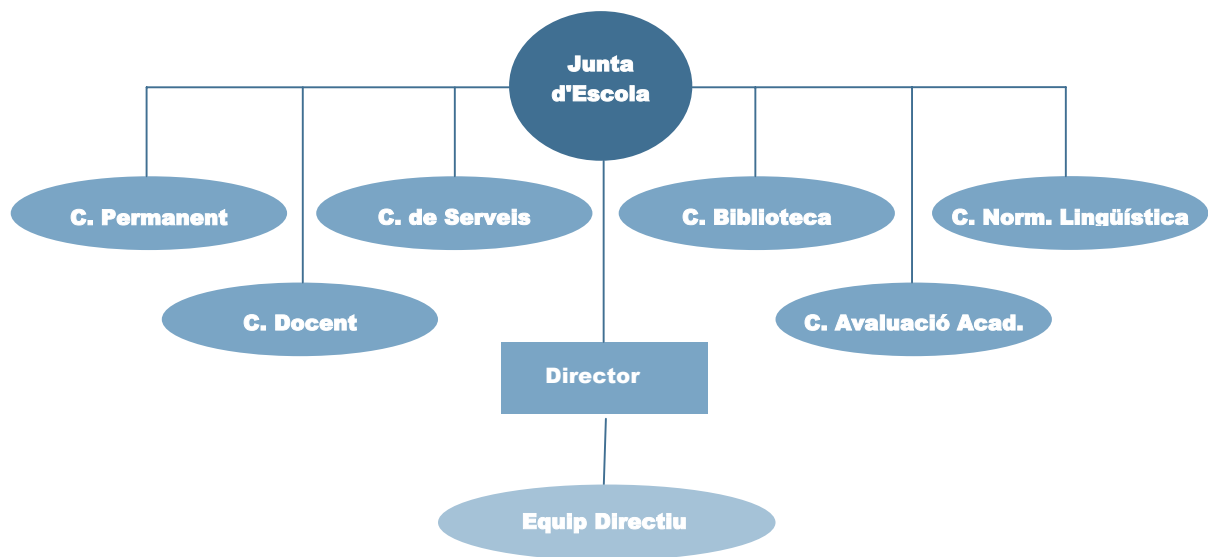 Junta
d'Escola
C. Permanent
C. de Serveis
C. Biblioteca
C. Norm. Lingüística
C. Docent
C. Avaluació Acad.
Director
Equip Directiu